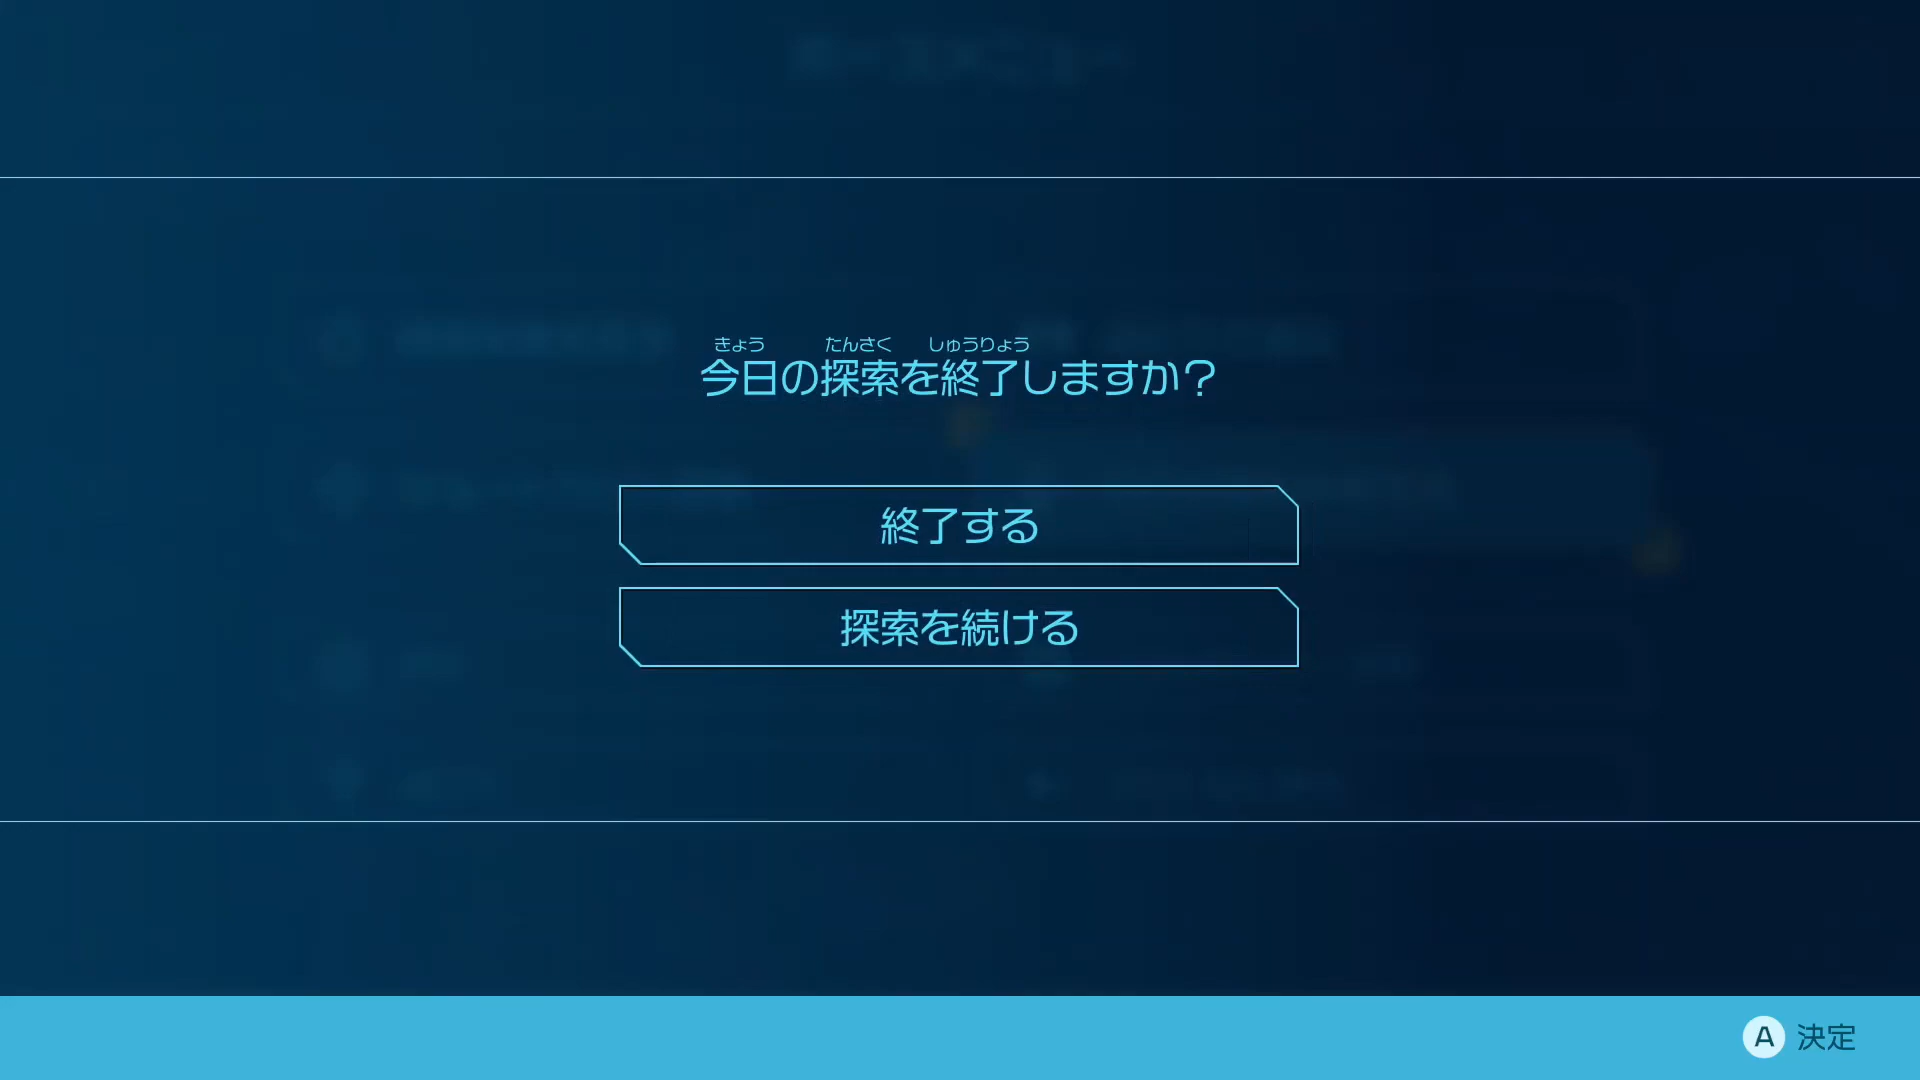 きょう たんさく しゅうりょう
今日の探索を終了しますか?
終了する
探索を続ける
A 決定